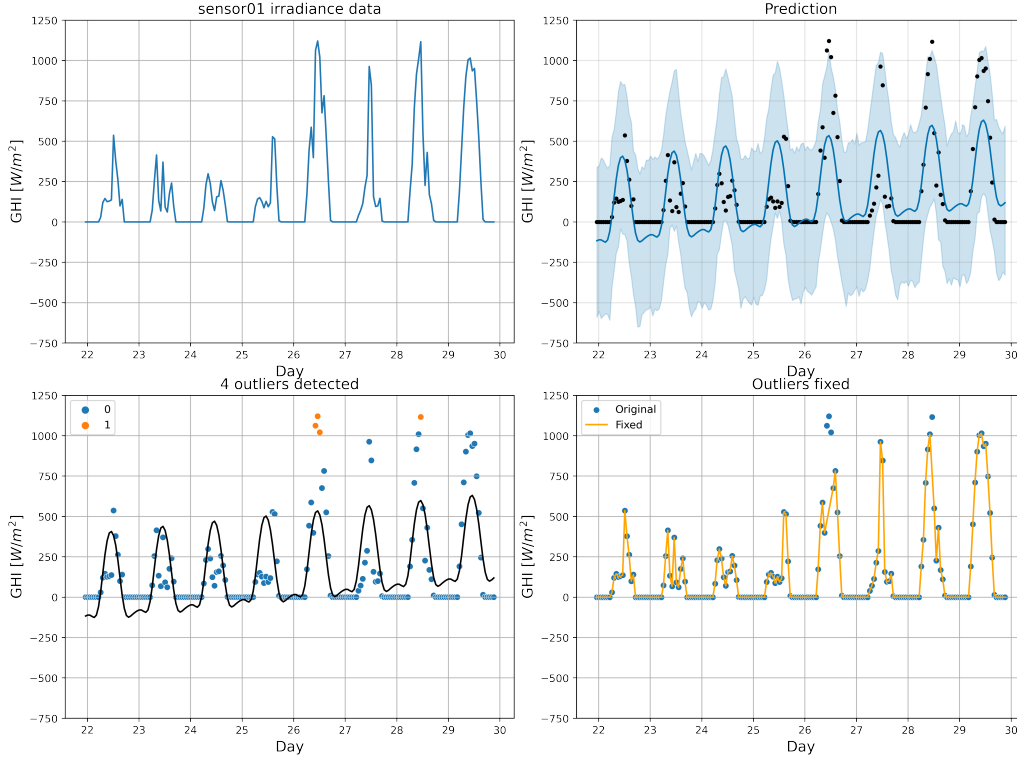 sensor01 irradiance data
1250
1000
750
500
250
0
−250
−500
−750
GHI [W/m²]
22 23 24 25 26 27 28 29 30
Day
Prediction
1250
1000
750
500
250
0
−250
−500
−750
GHI [W/m²]
22 23 24 25 26 27 28 29 30
Day
4 outliers detected
0
1
1250
1000
750
500
250
0
−250
−500
−750
GHI [W/m²]
22 23 24 25 26 27 28 29 30
Day
Outliers fixed
Original
Fixed
1250
1000
750
500
250
0
−250
−500
−750
GHI [W/m²]
22 23 24 25 26 27 28 29 30
Day